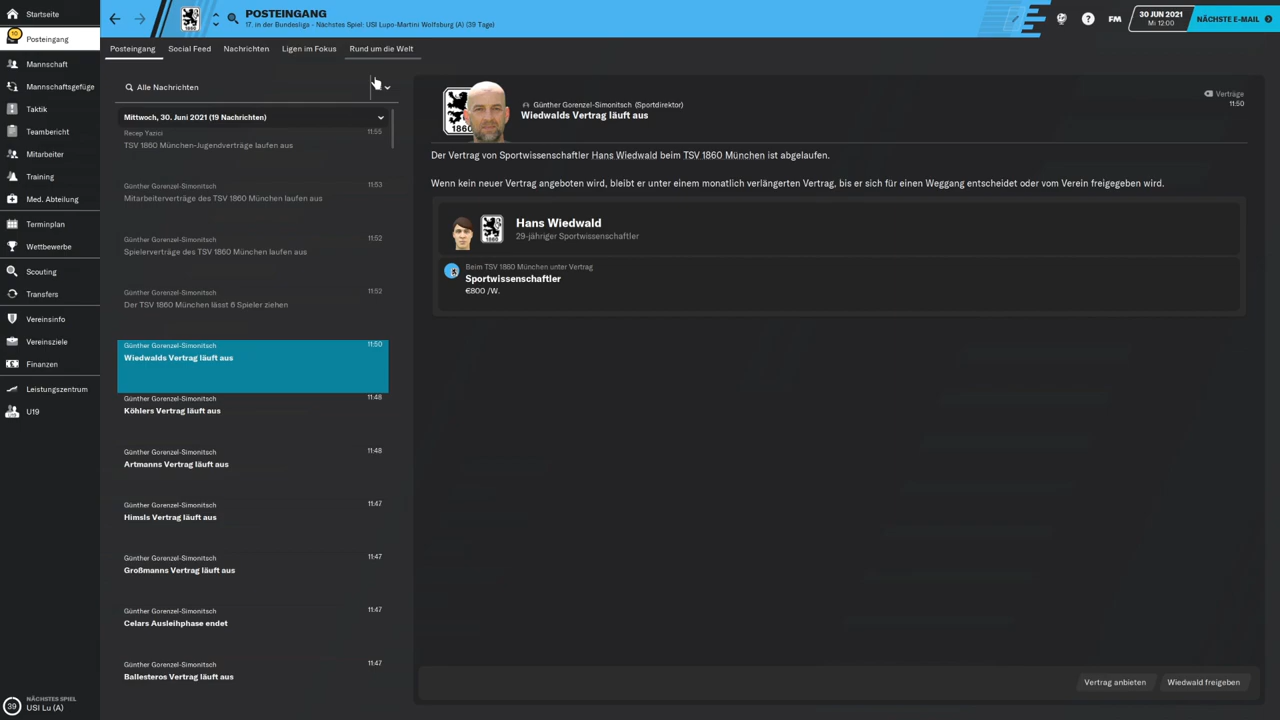 Startseite
10
Posteingang
Mannschaft
Mannschaftsgefüge
Taktik
Teambericht
Mitarbeiter
Training
Med. Abteilung
Terminplan
Wettbewerbe
Scouting
Transfers
Vereinsinfo
Vereinsziele
Finanzen
Leistungszentrum
U19
39
NÄCHSTES SPIEL
USI Lu (A)
POSTEINGANG
17. in der Bundesliga - Nächstes Spiel: USI Lupo-Martini Wolfsburg (A) (39 Tage)
FM
30 JUN 2021
Mi 12:00
NÄCHSTE E-MAIL
Posteingang
Social Feed
Nachrichten
Ligen im Fokus
Rund um die Welt
Alle Nachrichten
Mittwoch, 30. Juni 2021 (19 Nachrichten)
Recep Yazici 11:55
TSV 1860 München-Jugendverträge laufen aus
Günther Gorenzel-Simonitsch 11:53
Mitarbeiterverträge des TSV 1860 München laufen aus
Günther Gorenzel-Simonitsch 11:52
Spielerverträge des TSV 1860 München laufen aus
Günther Gorenzel-Simonitsch 11:52
Der TSV 1860 München lässt 6 Spieler ziehen
Günther Gorenzel-Simonitsch 11:50
Wiedwalds Vertrag läuft aus
Günther Gorenzel-Simonitsch 11:48
Köhlers Vertrag läuft aus
Günther Gorenzel-Simonitsch 11:48
Artmanns Vertrag läuft aus
Günther Gorenzel-Simonitsch 11:47
Himsls Vertrag läuft aus
Günther Gorenzel-Simonitsch 11:47
Großmanns Vertrag läuft aus
Günther Gorenzel-Simonitsch 11:47
Celars Ausleihphase endet
Günther Gorenzel-Simonitsch 11:47
Ballesteros Vertrag läuft aus
1860
Günther Gorenzel-Simonitsch (Sportdirektor)
Wiedwalds Vertrag läuft aus
Verträge
11:50
Der Vertrag von Sportwissenschaftler Hans Wiedwald beim TSV 1860 München ist abgelaufen.
Wenn kein neuer Vertrag angeboten wird, bleibt er unter einem monatlich verlängerten Vertrag, bis er sich für einen Weggang entscheidet oder vom Verein freigegeben wird.
Hans Wiedwald
29-jähriger Sportwissenschaftler
Beim TSV 1860 München unter Vertrag
Sportwissenschaftler
€800 /W.
Vertrag anbieten
Wiedwald freigeben